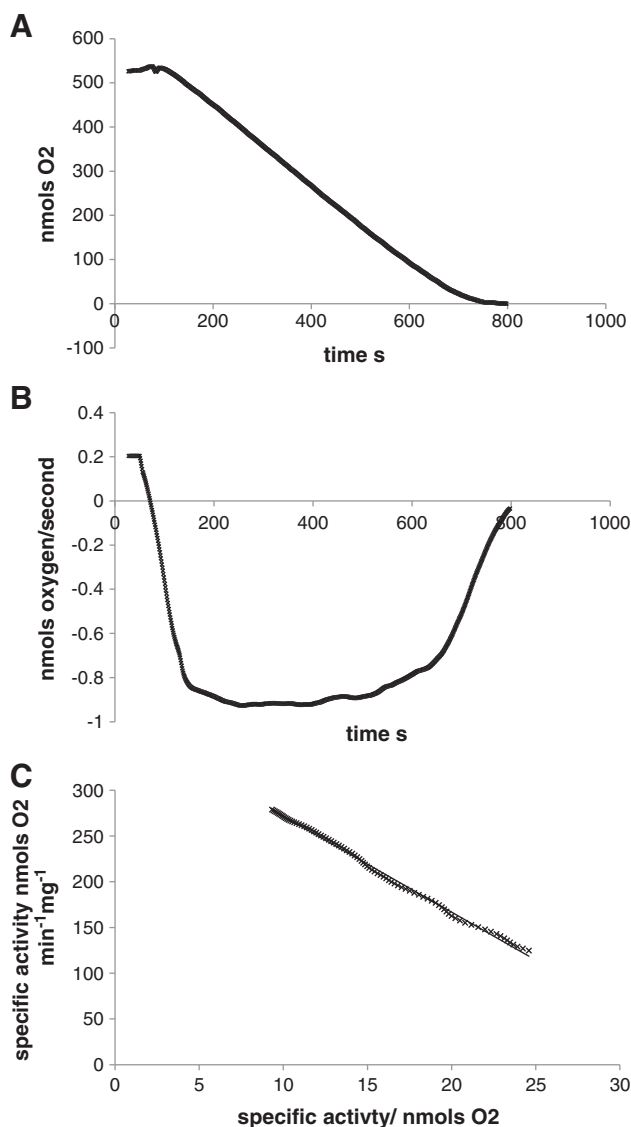 A
600
500
400
300
200
100
0
-100
nmols O2
0 200 400 600 800 1000
time s
B
0.4
0.2
0
-0.2
-0.4
-0.6
-0.8
-1
nmols oxygen/second
0 200 400 600 800 1000
time s
C
300
250
200
150
100
50
0
specific activity nmols O2
min⁻¹mg⁻¹
0 5 10 15 20 25 30
specific activty/ nmols O2